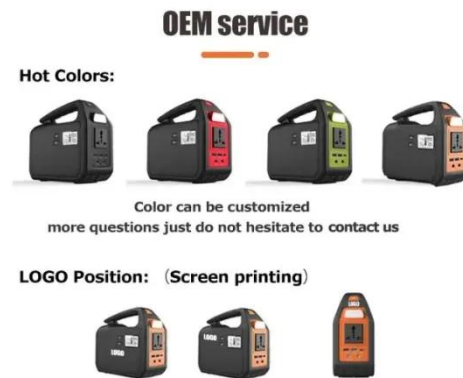 OEM service
Hot Colors:
Color can be customized
more questions just do not hesitate to contact us
LOGO Position: (Screen printing)
LOGO
LOGO
LOGO